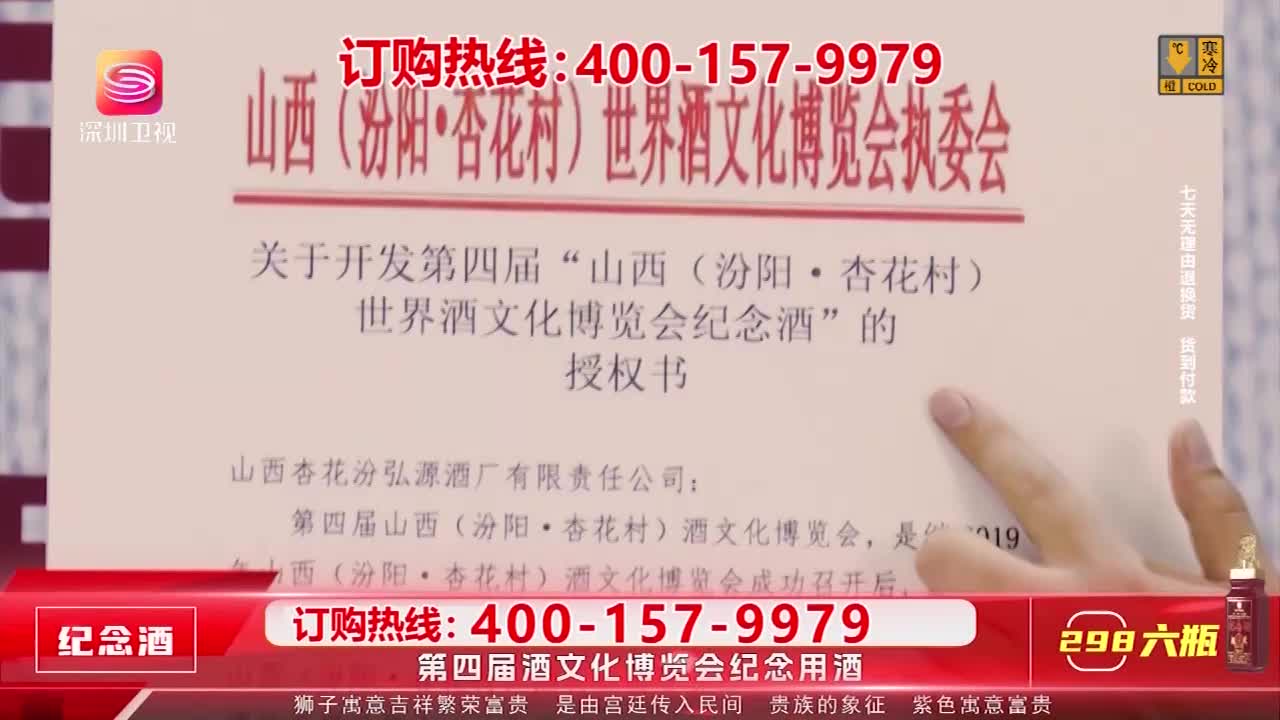 订购热线：400-157-9979
深圳卫视
℃
寒冷
橙
COLD
山西（汾阳•杏花村）世界酒文化博览会执委会
关于开发第四届“山西（汾阳·杏花村）
世界酒文化博览会纪念酒”的
授权书
七天无理由退换货 货到付款
山西杏花汾弘源酒厂有限责任公司：
第四届山西（汾阳·杏花村）酒文化博览会，是继2019
年山西（汾阳·杏花村）酒文化博览会成功召开后，
纪念酒
订购热线：400-157-9979
298六瓶
第四届酒文化博览会纪念用酒
狮子寓意吉祥繁荣富贵 是由宫廷传入民间 贵族的象征 紫色寓意富贵